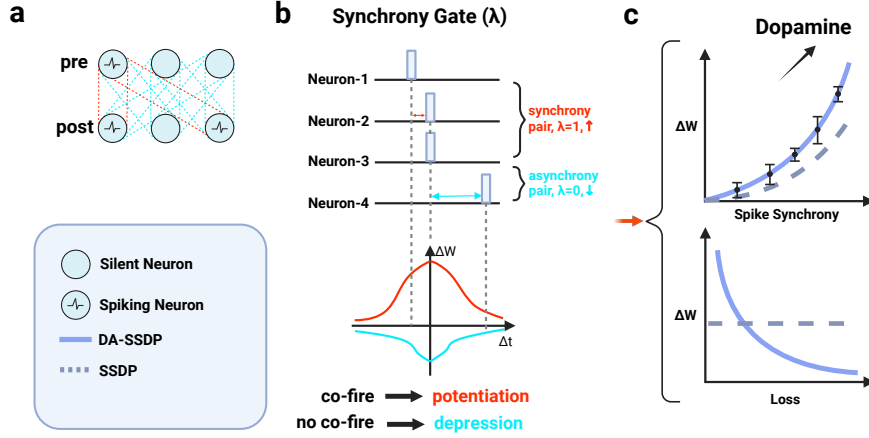 a
pre
post
Silent Neuron
Spiking Neuron
DA-SSDP
SSDP
b
Synchrony Gate (λ)
Neuron-1
Neuron-2
Neuron-3
Neuron-4
synchrony
pair, λ=1,↑
asynchrony
pair, λ=0,↓
ΔW
Δt
co-fire potentiation
no co-fire depression
c
Dopamine
ΔW
Spike Synchrony
ΔW
Loss